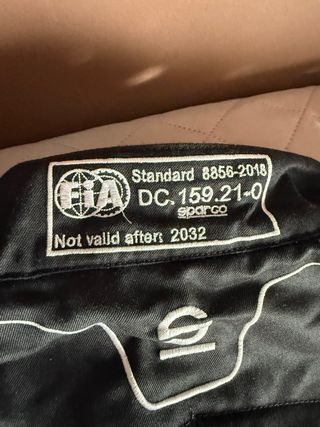 FiA
Standard 8856-2018
DC.159.21-0
sparco
Not valid after: 2032